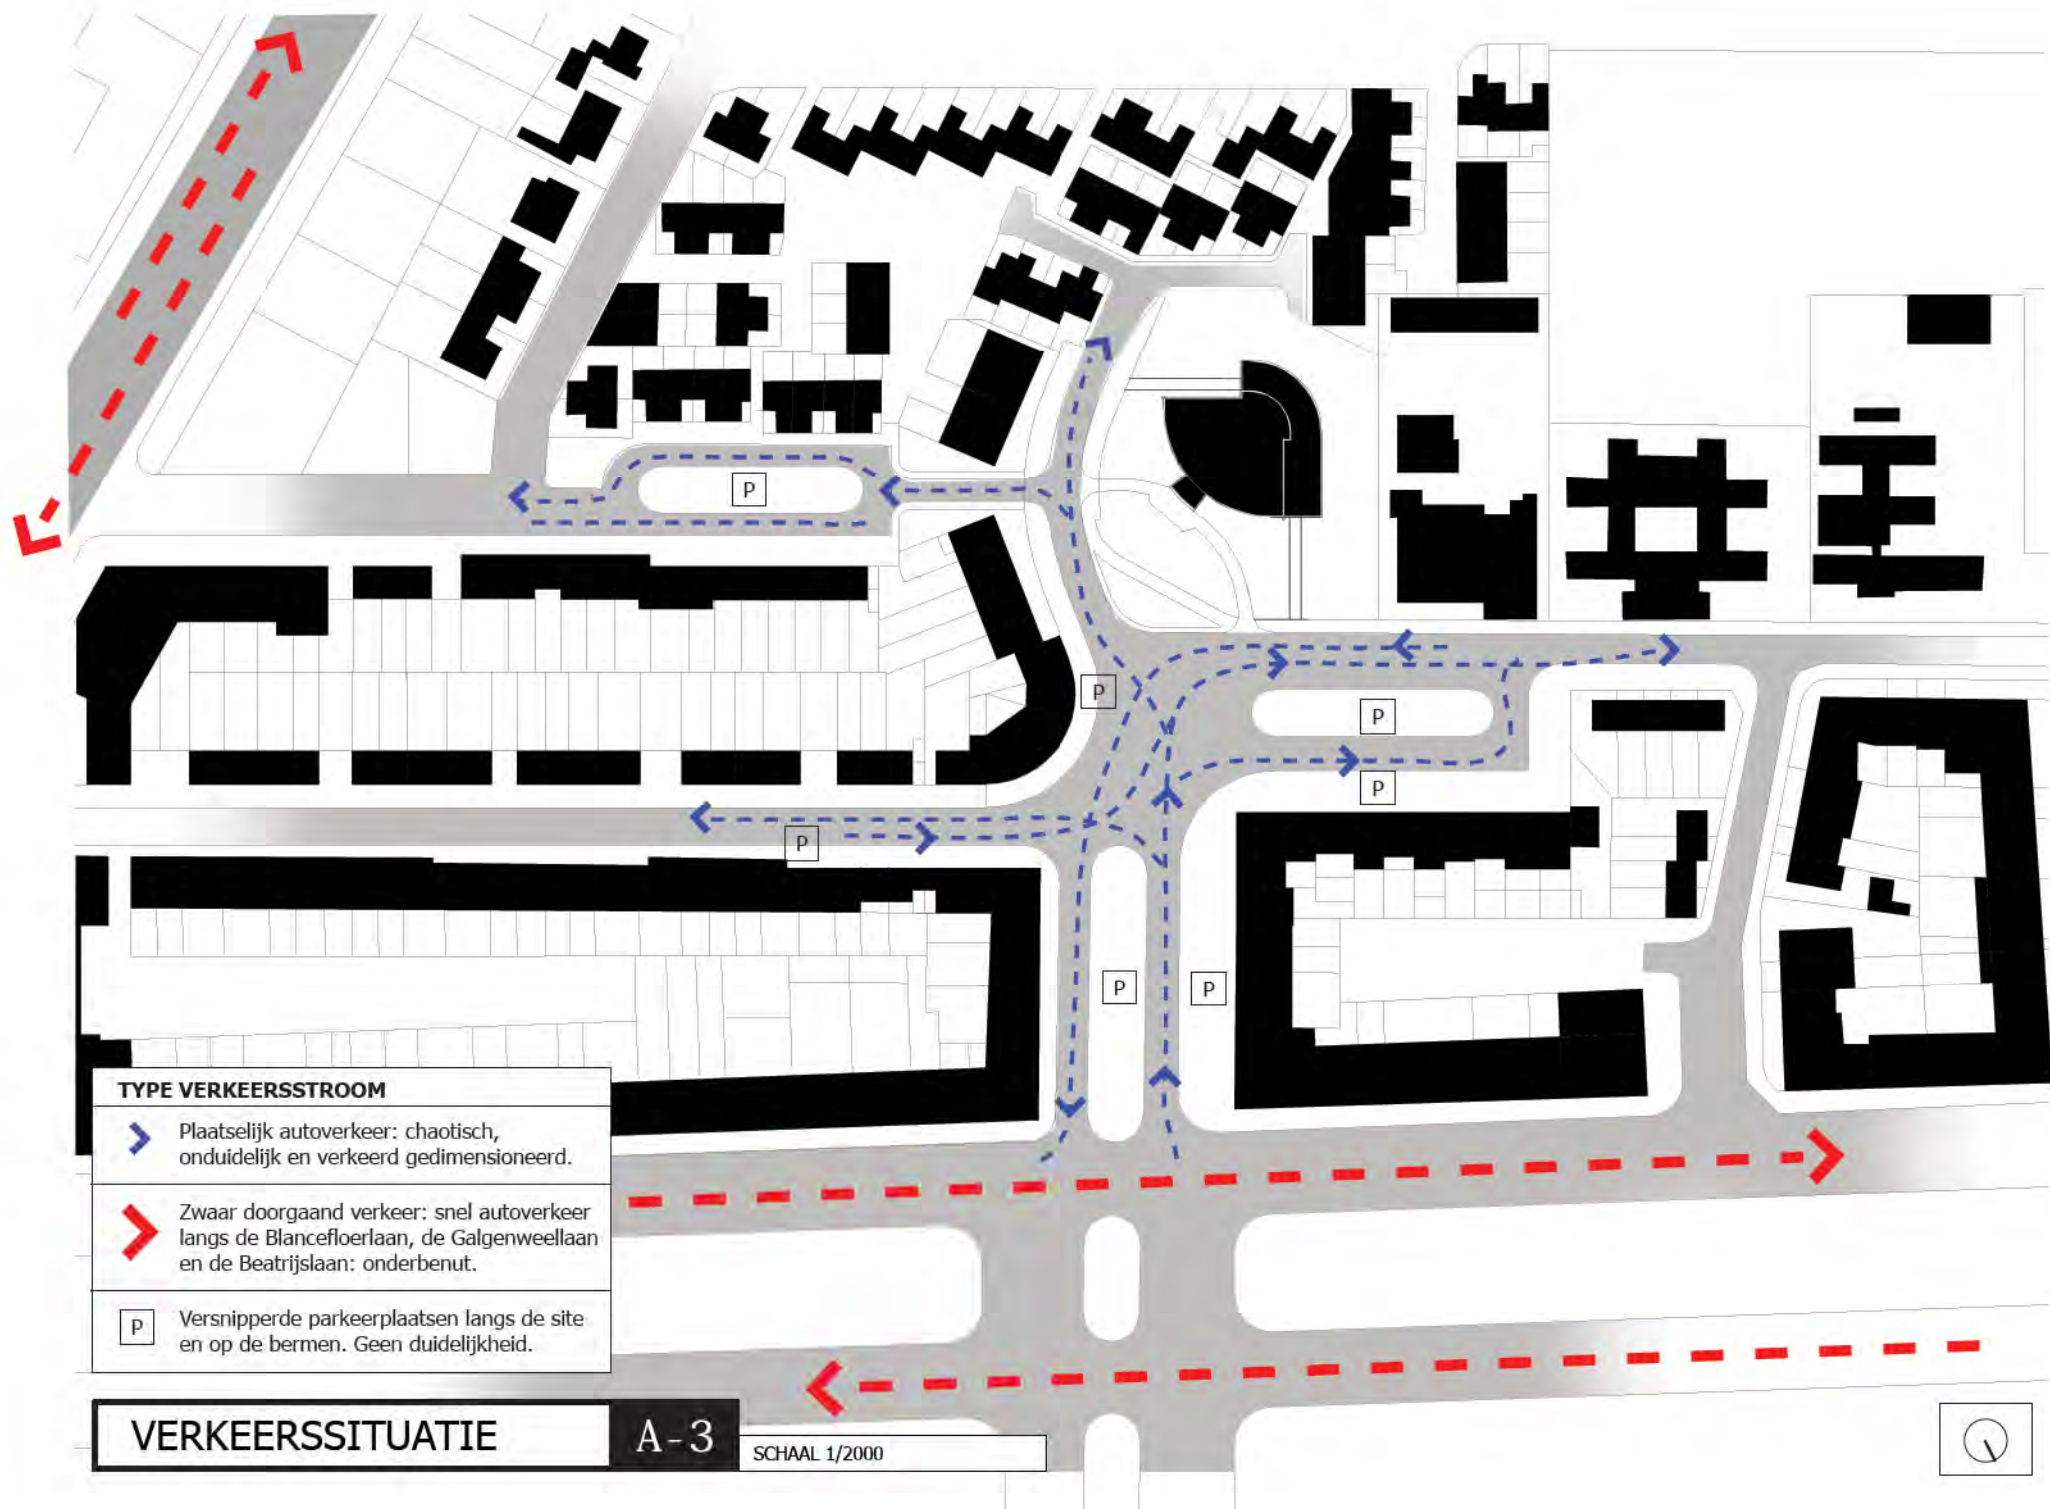 P
P
P
P
P
P
P
TYPE VERKEERSSTROOM
Plaatselijk autoverkeer: chaotisch,
onduidelijk en verkeerd gedimensioneerd.
Zwaar doorgaand verkeer: snel autoverkeer
langs de Blancefloerlaan, de Galgenweellaan
en de Beatrijslaan: onderbenut.
P
Versnipperde parkeerplaatsen langs de site
en op de bermen. Geen duidelijkheid.
VERKEERSSITUATIE
A-3
SCHAAL 1/2000